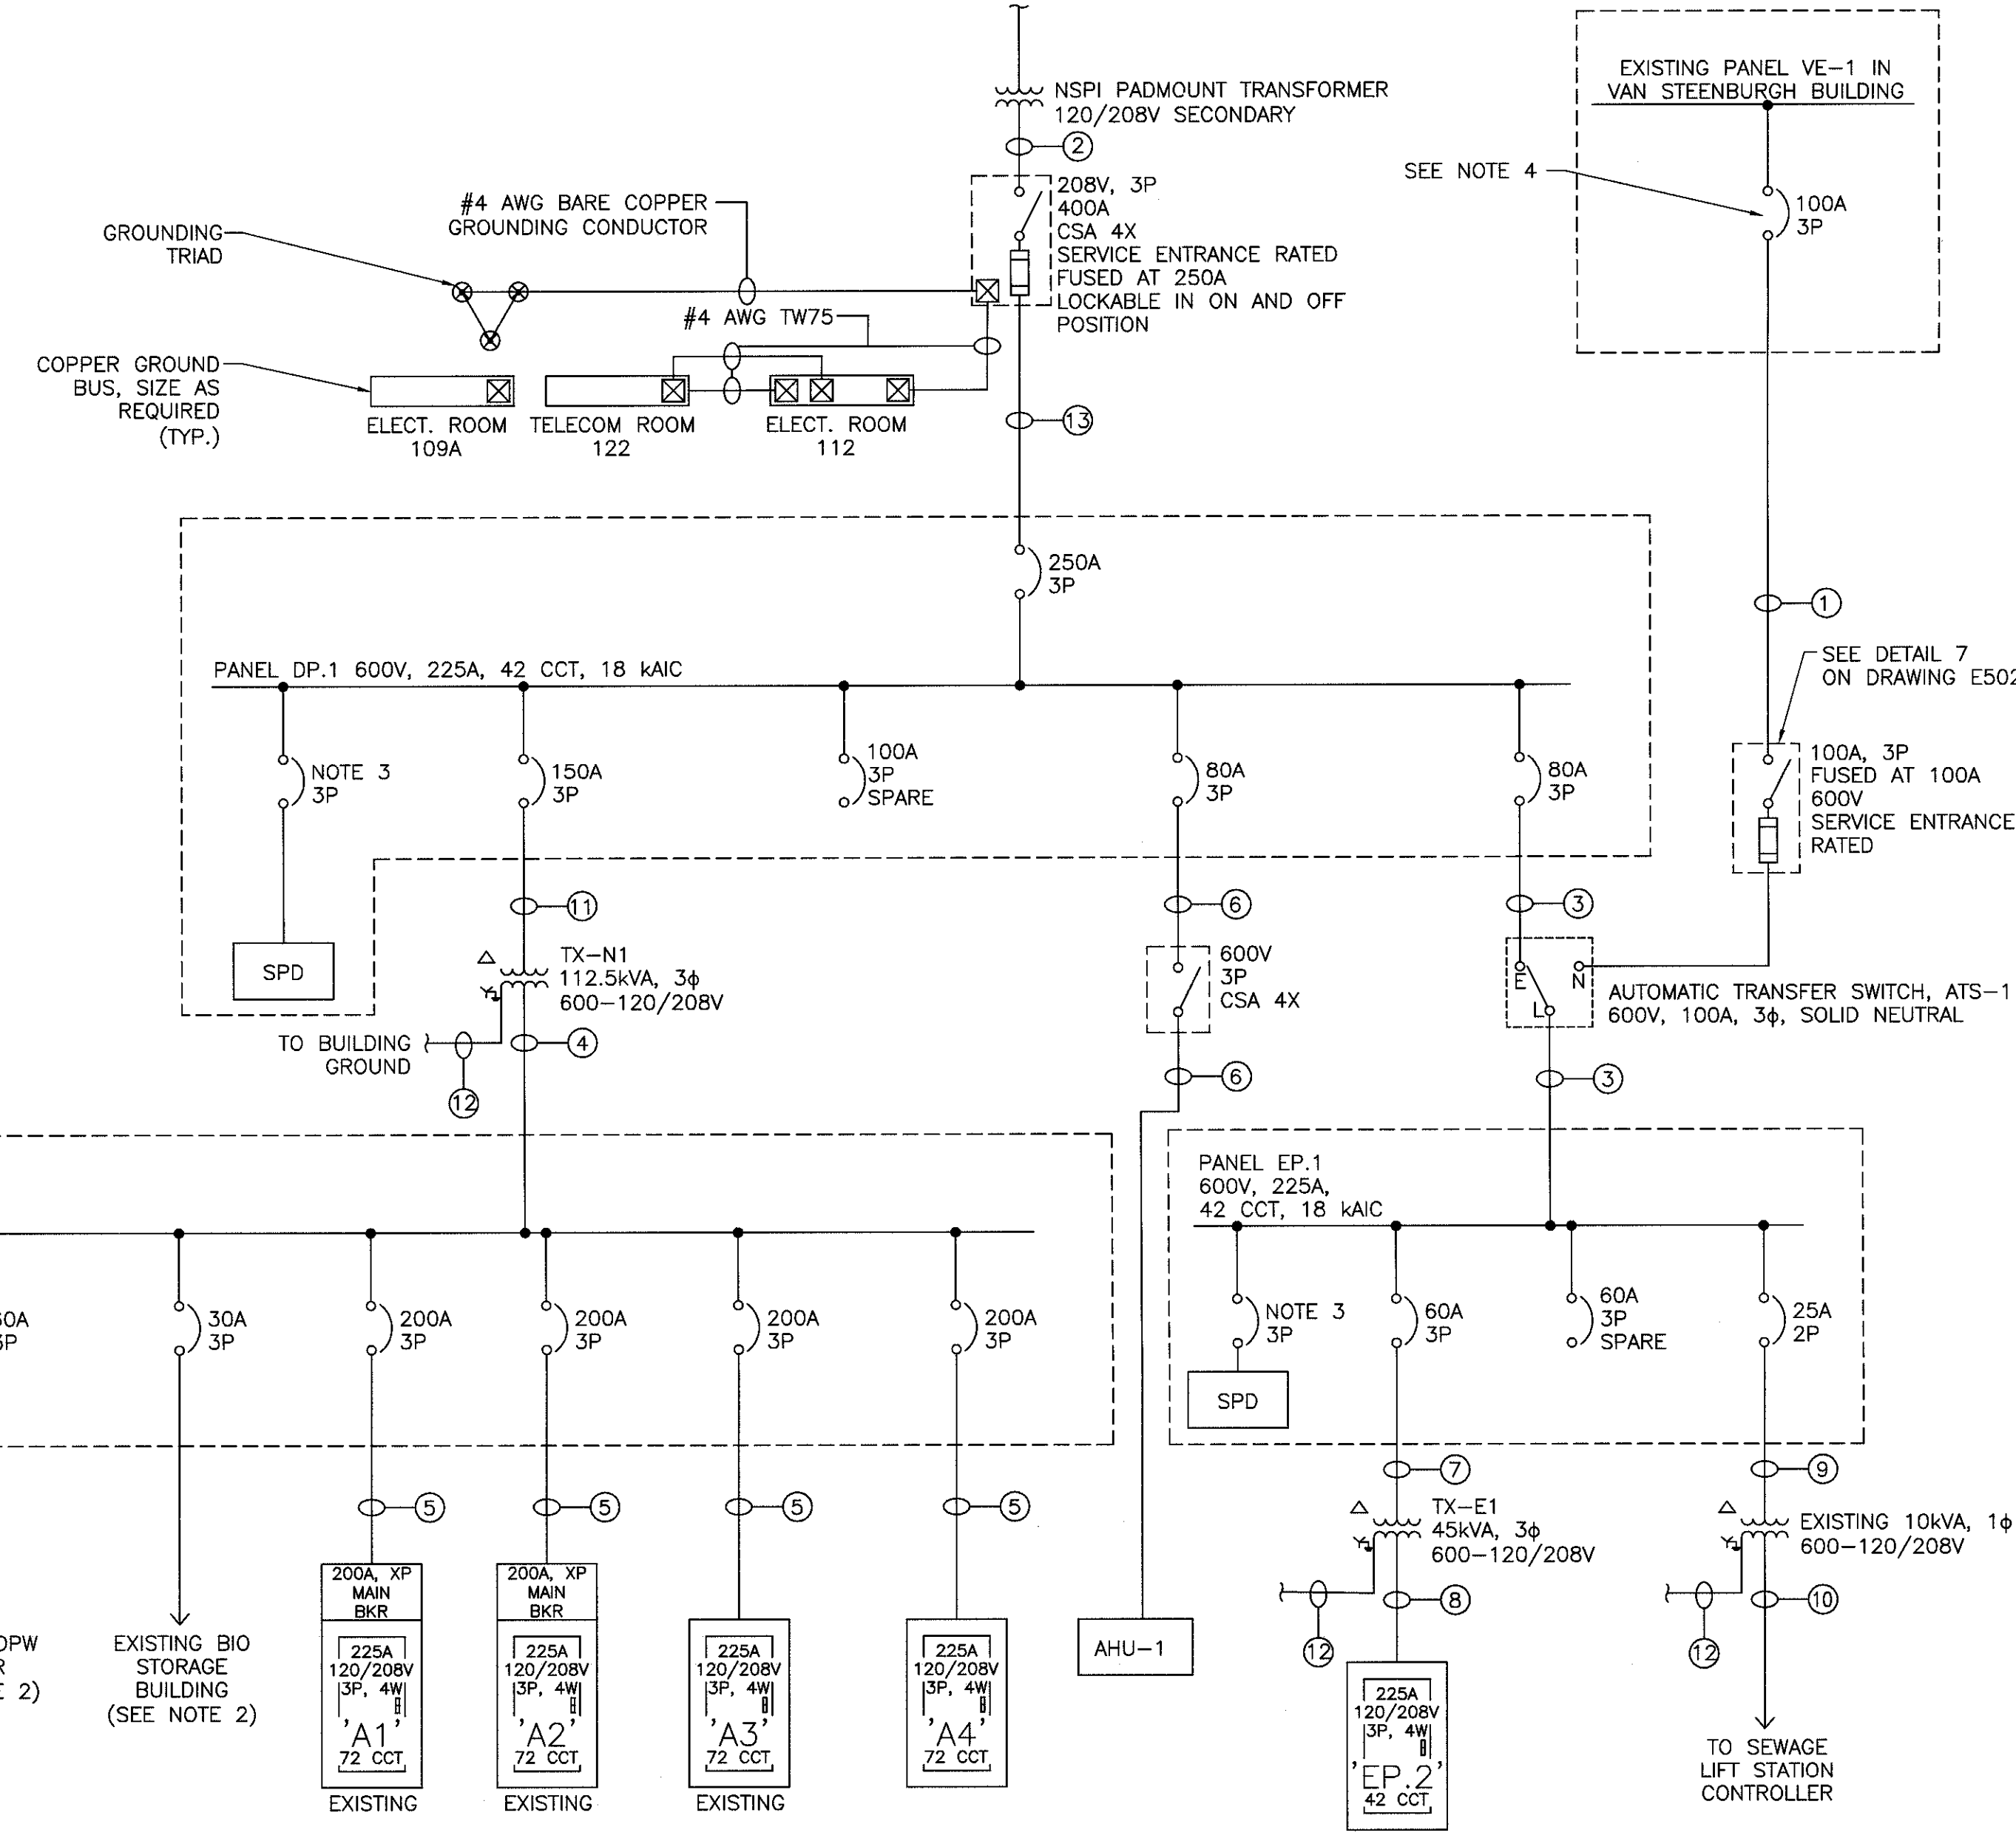 NSPI PADMOUNT TRANSFORMER
120/208V SECONDARY
2
EXISTING PANEL VE-1 IN
VAN STEENBURGH BUILDING
SEE NOTE 4
100A
3P
208V, 3P
400A
CSA 4X
SERVICE ENTRANCE RATED
FUSED AT 250A
LOCKABLE IN ON AND OFF
POSITION
#4 AWG BARE COPPER
GROUNDING CONDUCTOR
GROUNDING
TRIAD
#4 AWG TW75
COPPER GROUND
BUS, SIZE AS
REQUIRED
(TYP.)
ELECT. ROOM
109A
TELECOM ROOM
122
ELECT. ROOM
112
13
250A
3P
1
SEE DETAIL 7
ON DRAWING E502
PANEL DP.1 600V, 225A, 42 CCT, 18 kAIC
NOTE 3
3P
150A
3P
100A
3P
SPARE
80A
3P
80A
3P
100A, 3P
FUSED AT 100A
600V
SERVICE ENTRANCE
RATED
11
6
3
SPD
TX-N1
112.5kVA, 3ϕ
600-120/208V
600V
3P
CSA 4X
E
N
L
AUTOMATIC TRANSFER SWITCH, ATS-1
600V, 100A, 3ϕ, SOLID NEUTRAL
TO BUILDING
GROUND
4
12
6
3
PANEL EP.1
600V, 225A,
42 CCT, 18 kAIC
3P
30A
3P
200A
3P
200A
3P
200A
3P
200A
3P
NOTE 3
3P
60A
3P
60A
3P
SPARE
25A
2P
SPD
5
5
5
5
7
9
TX-E1
45kVA, 3ϕ
600-120/208V
EXISTING 10kVA, 1ϕ
600-120/208V
12
8
12
10
2)
EXISTING BIO
STORAGE
BUILDING
(SEE NOTE 2)
200A, XP
MAIN
BKR
225A
120/208V
3P, 4W
'A1'
72 CCT
EXISTING
200A, XP
MAIN
BKR
225A
120/208V
3P, 4W
'A2'
72 CCT
EXISTING
225A
120/208V
3P, 4W
'A3'
72 CCT
EXISTING
225A
120/208V
3P, 4W
'A4'
72 CCT
AHU-1
225A
120/208V
3P, 4W
'EP.2'
42 CCT
TO SEWAGE
LIFT STATION
CONTROLLER